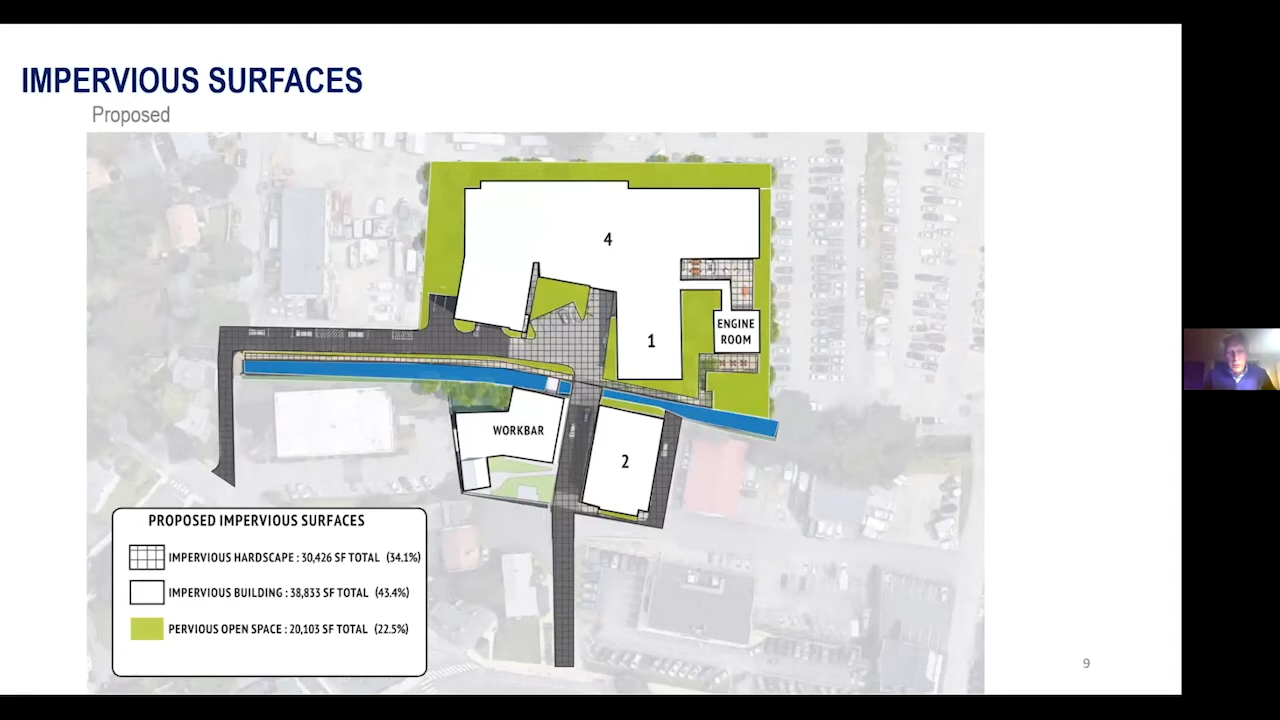 IMPERVIOUS SURFACES
Proposed
4
1
ENGINE
ROOM
WORKBAR
2
PROPOSED IMPERVIOUS SURFACES
IMPERVIOUS HARDSCAPE : 30,426 SF TOTAL (34.1%)
IMPERVIOUS BUILDING : 38,833 SF TOTAL (43.4%)
PERVIOUS OPEN SPACE : 20,103 SF TOTAL (22.5%)
9